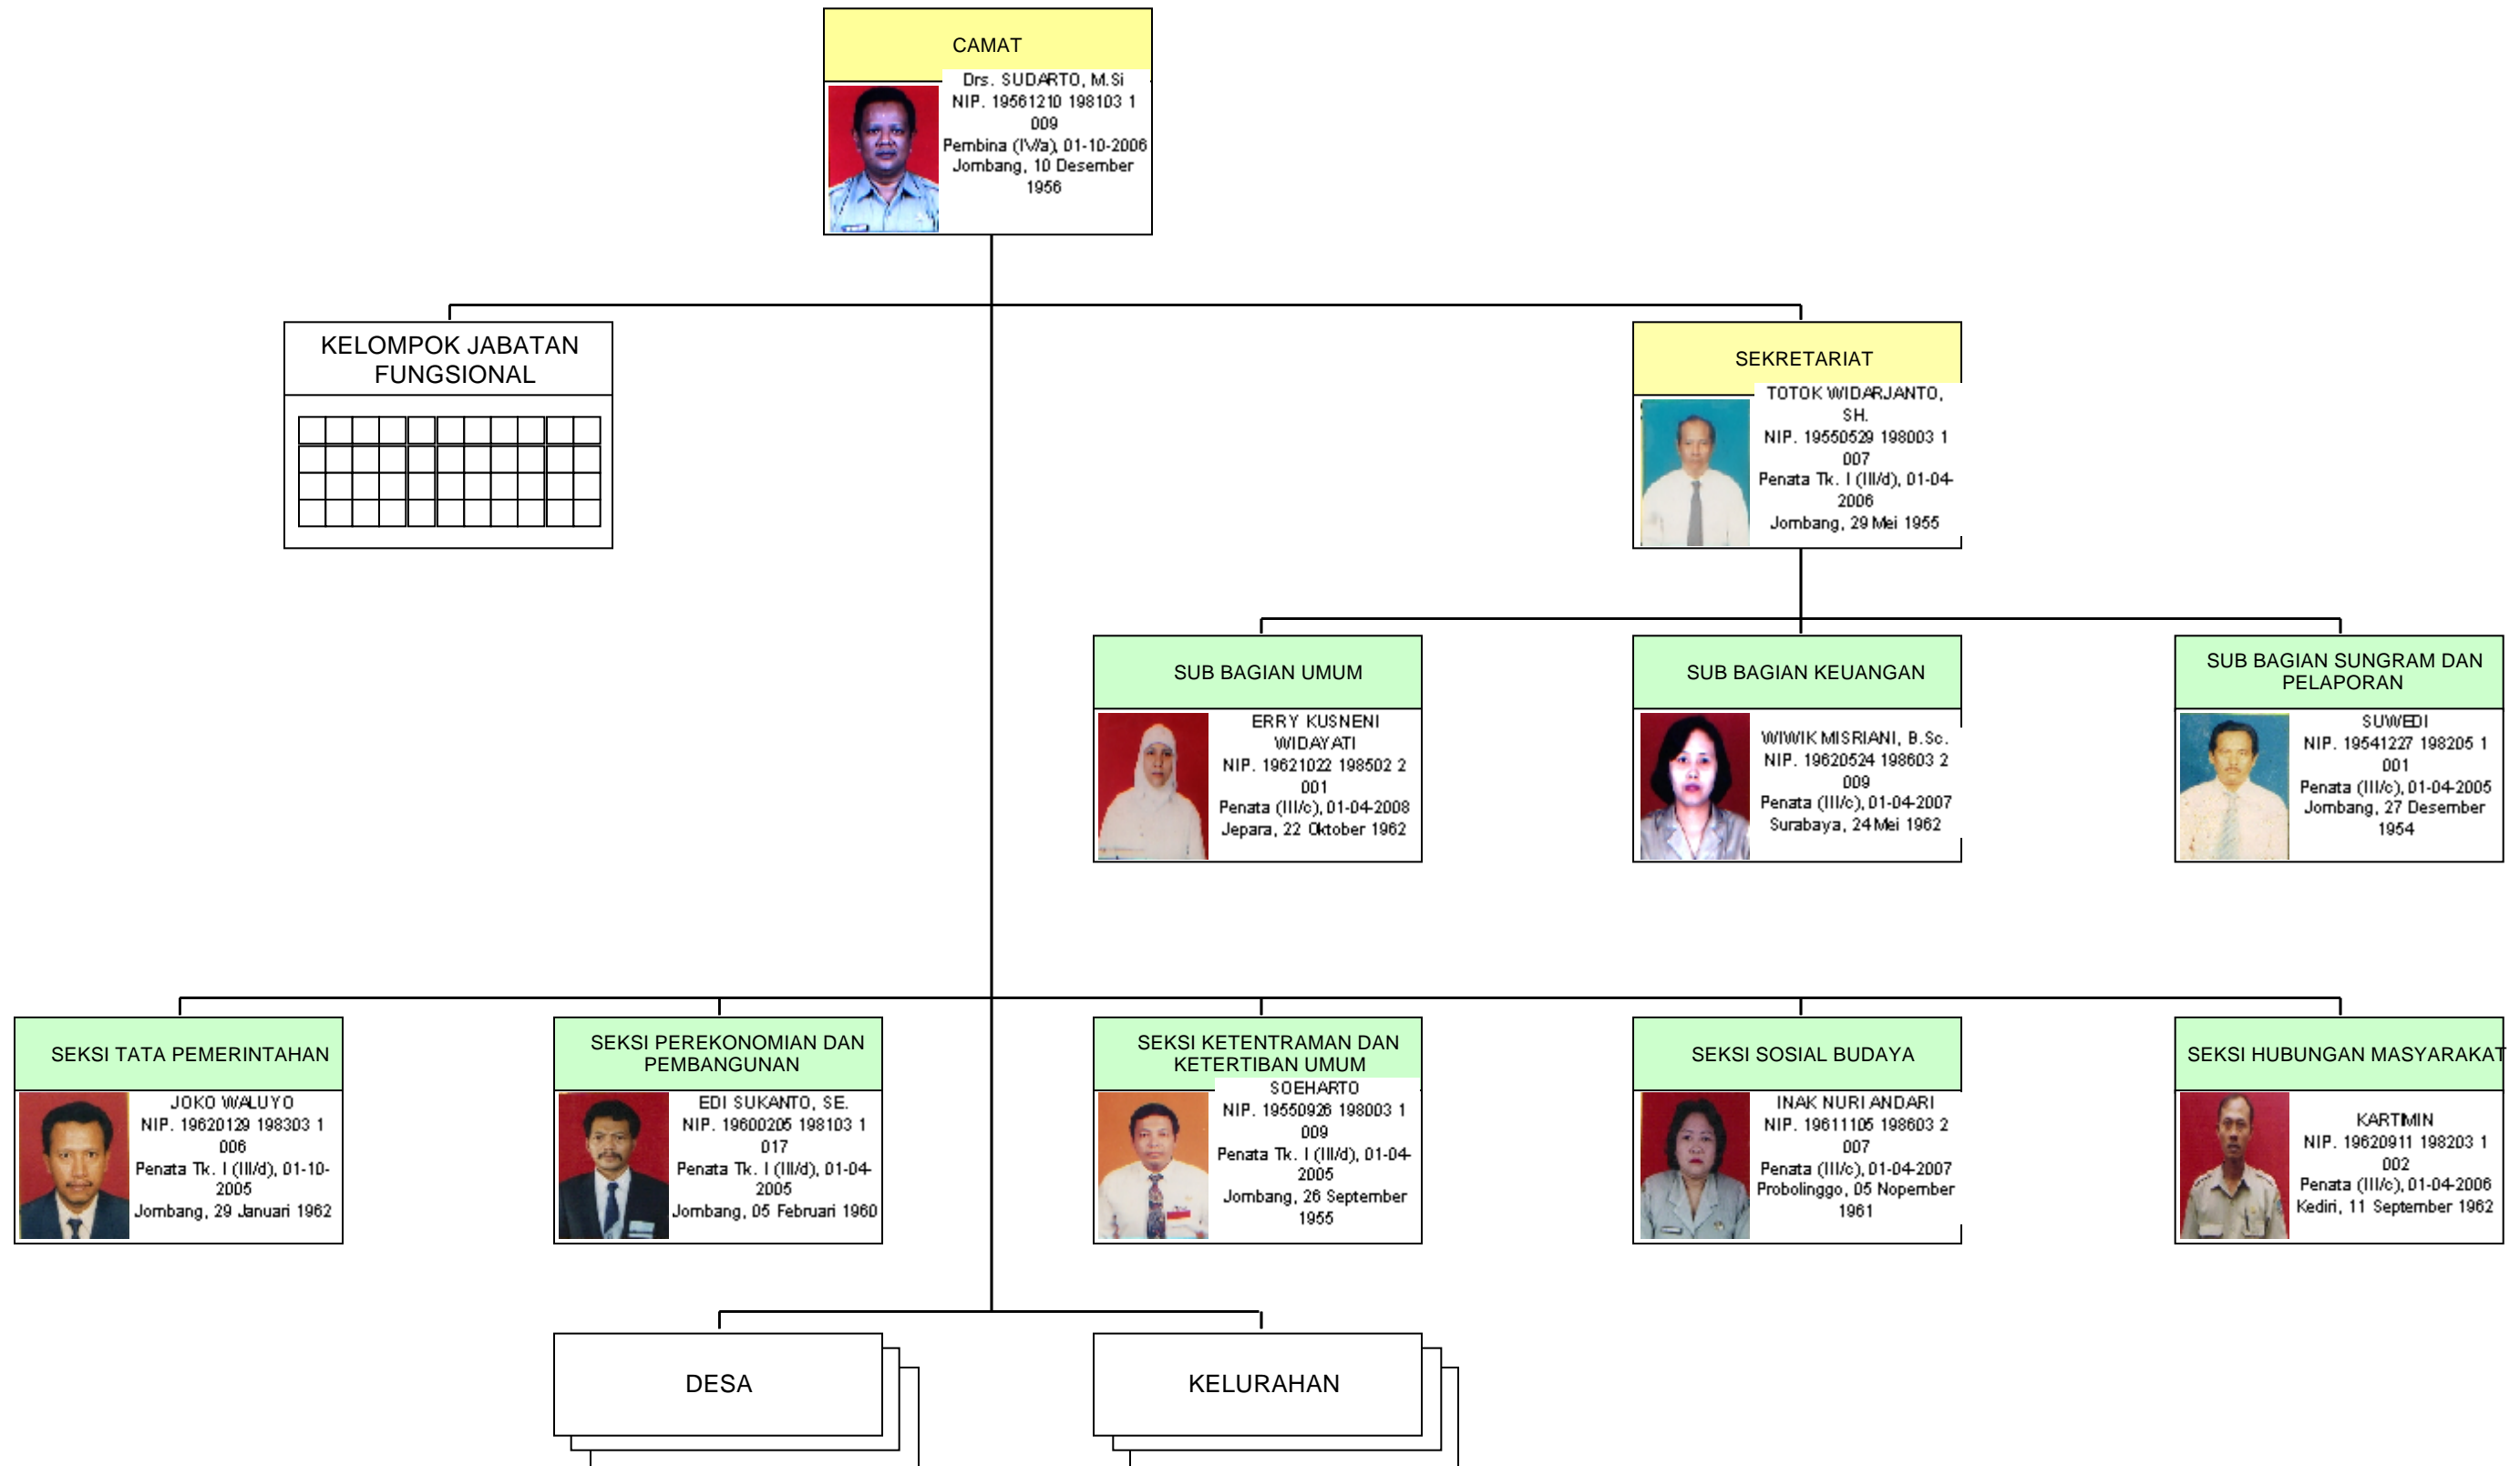 CAMAT
Drs. SUDARTO, M.Si
NIP. 19561210 198103 1
009
Pembina (IV/a), 01-10-2006
Jombang, 10 Desember
1956
KELOMPOK JABATAN
FUNGSIONAL
SEKRETARIAT
TOTOK WIDARJANTO,
SH.
NIP. 19550529 198003 1
007
Penata Tk. I (III/d), 01-04-
2006
Jombang, 29 Mei 1955
SUB BAGIAN UMUM
ERRY KUSNENI
WIDAYATI
NIP. 19621022 198502 2
001
Penata (III/c), 01-04-2008
Jepara, 22 Oktober 1962
SUB BAGIAN KEUANGAN
WIWIK MISRIANI, B.Sc.
NIP. 19620524 198603 2
009
Penata (III/c), 01-04-2007
Surabaya, 24 Mei 1962
SUB BAGIAN SUNGRAM DAN
PELAPORAN
SUWEDI
NIP. 19541227 198205 1
001
Penata (III/c), 01-04-2005
Jombang, 27 Desember
1954
SEKSI TATA PEMERINTAHAN
JOKO WALUYO
NIP. 19620129 198303 1
006
Penata Tk. I (III/d), 01-10-
2005
Jombang, 29 Januari 1962
SEKSI PEREKONOMIAN DAN
PEMBANGUNAN
EDI SUKANTO, SE.
NIP. 19600205 198103 1
017
Penata Tk. I (III/d), 01-04-
2005
Jombang, 05 Februari 1960
SEKSI KETENTRAMAN DAN
KETERTIBAN UMUM
SOEHARTO
NIP. 19550926 198003 1
009
Penata Tk. I (III/d), 01-04-
2005
Jombang, 26 September
1955
SEKSI SOSIAL BUDAYA
INAK NURI ANDARI
NIP. 19611105 198603 2
007
Penata (III/c), 01-04-2007
Probolinggo, 05 Nopember
1961
SEKSI HUBUNGAN MASYARAKAT
KARTIMIN
NIP. 19620911 198203 1
002
Penata (III/c), 01-04-2006
Kediri, 11 September 1962
DESA
KELURAHAN